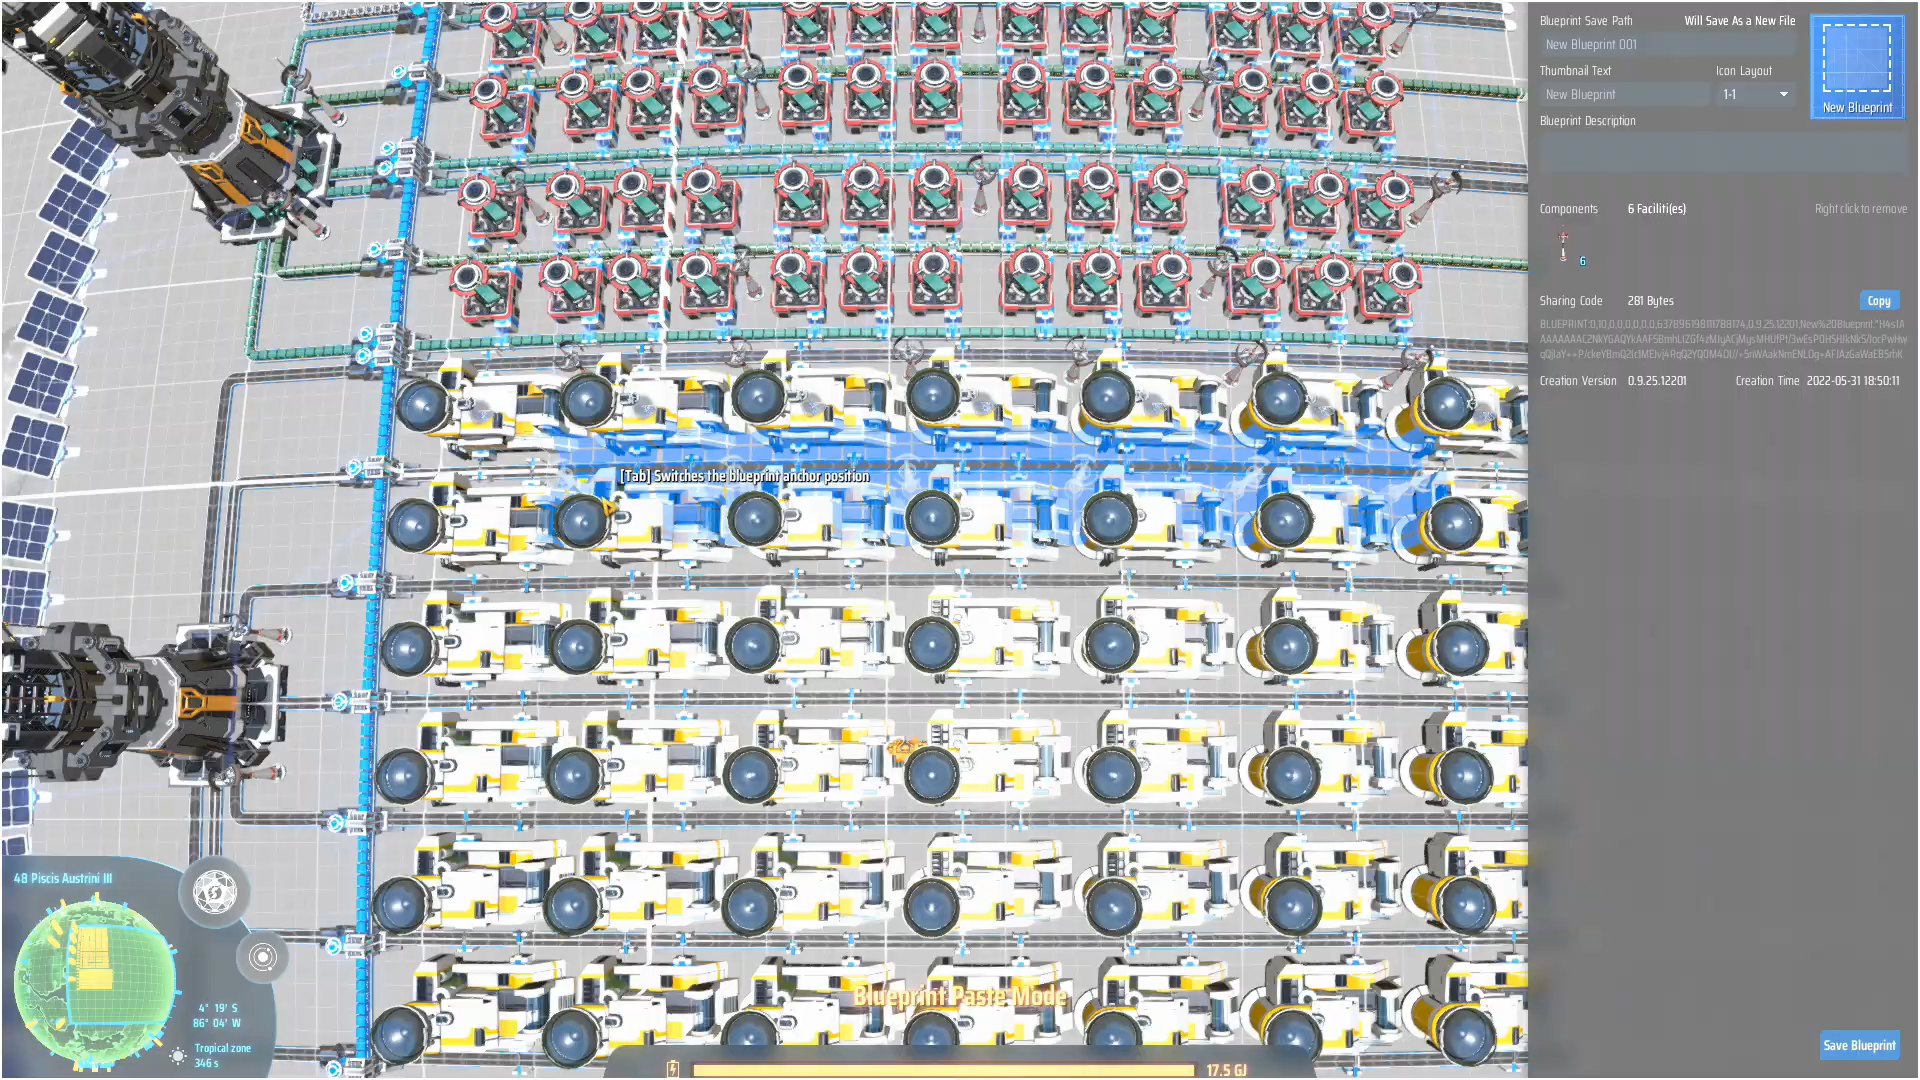 Blueprint Save Path
Will Save As a New File
New Blueprint 001
Thumbnail Text
Icon Layout
New Blueprint
1-1
New Blueprint
Blueprint Description
Components
6 Faciliti(es)
Right click to remove
6
Sharing Code
281 Bytes
Copy
Creation Version
0.9.25.12201
Creation Time
2022-05-31 18:50:11
[Tab] Switches the blueprint anchor position
48 Piscis Austrini III
4° 19' S
86° 04' W
Tropical zone
346 s
Blueprint Paste Mode
17.5 GJ
Save Blueprint